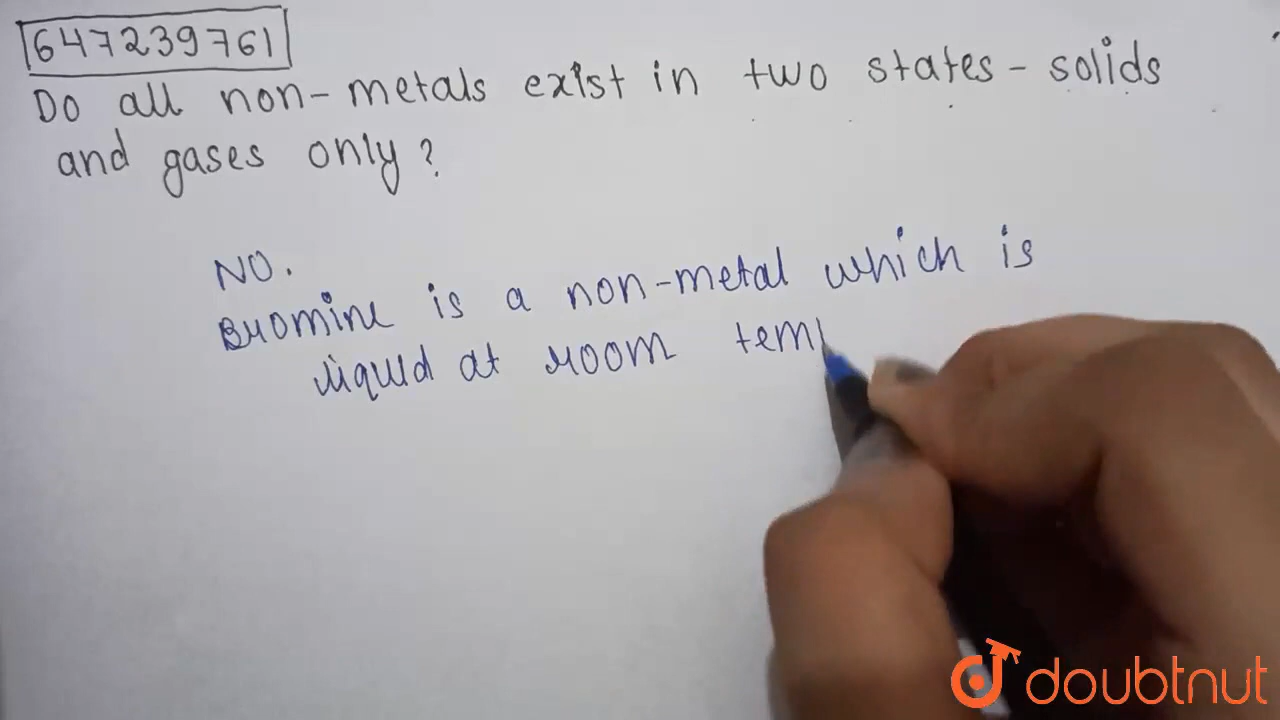 647239761
Do all non-metals exist in two states - solids
and gases only?
NO.
Bromine is a non-metal which is
liquid at room tem
doubtnut